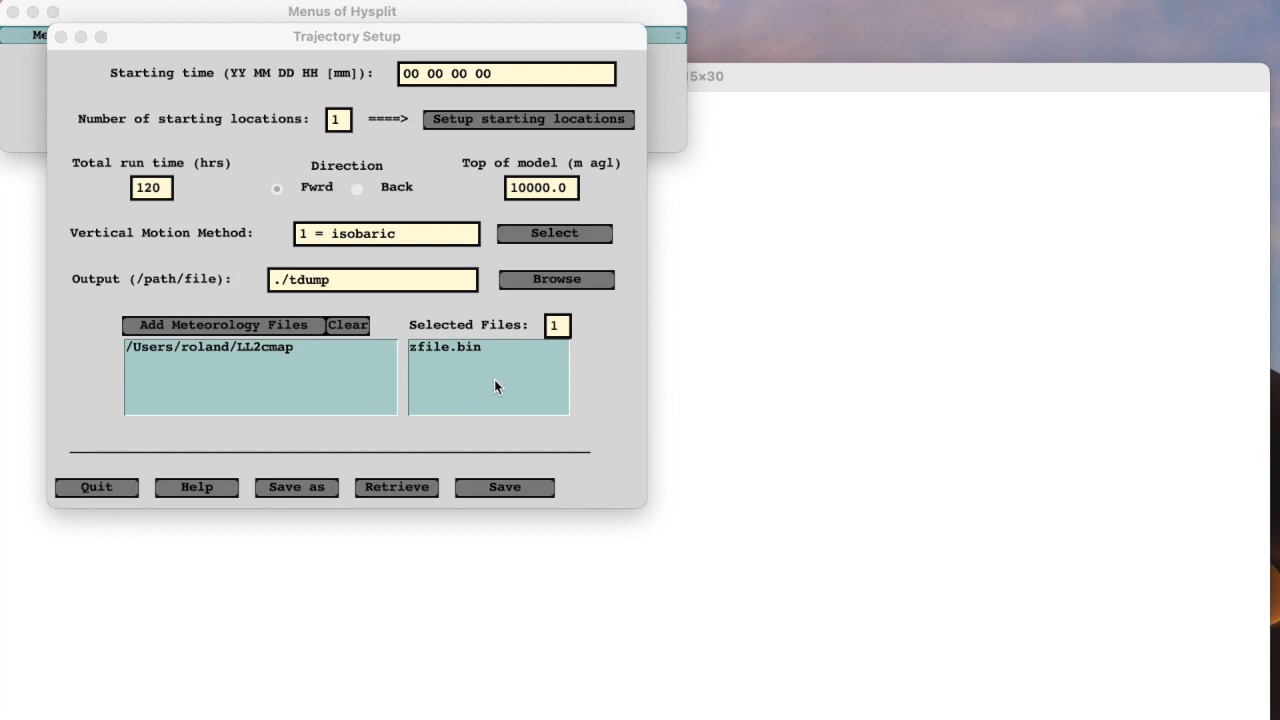 Menus of Hysplit
Me
Trajectory Setup
Starting time (YY MM DD HH [mm]): 00 00 00 00
5×30
Number of starting locations: 1 ====> Setup starting locations
Total run time (hrs) Direction Top of model (m agl)
120 Fwrd Back 10000.0
Vertical Motion Method: 1 = isobaric Select
Output (/path/file): ./tdump Browse
Add Meteorology Files Clear Selected Files: 1
/Users/roland/LL2cmap zfile.bin
Quit Help Save as Retrieve Save